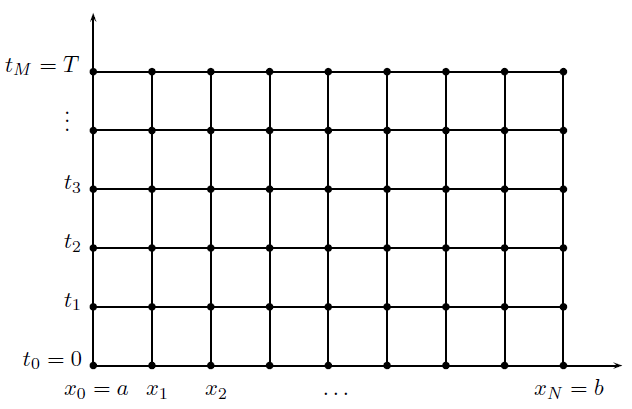 t_M = T
⋮
t_3
t_2
t_1
t_0 = 0
x_0 = a x_1 x_2 … x_N = b